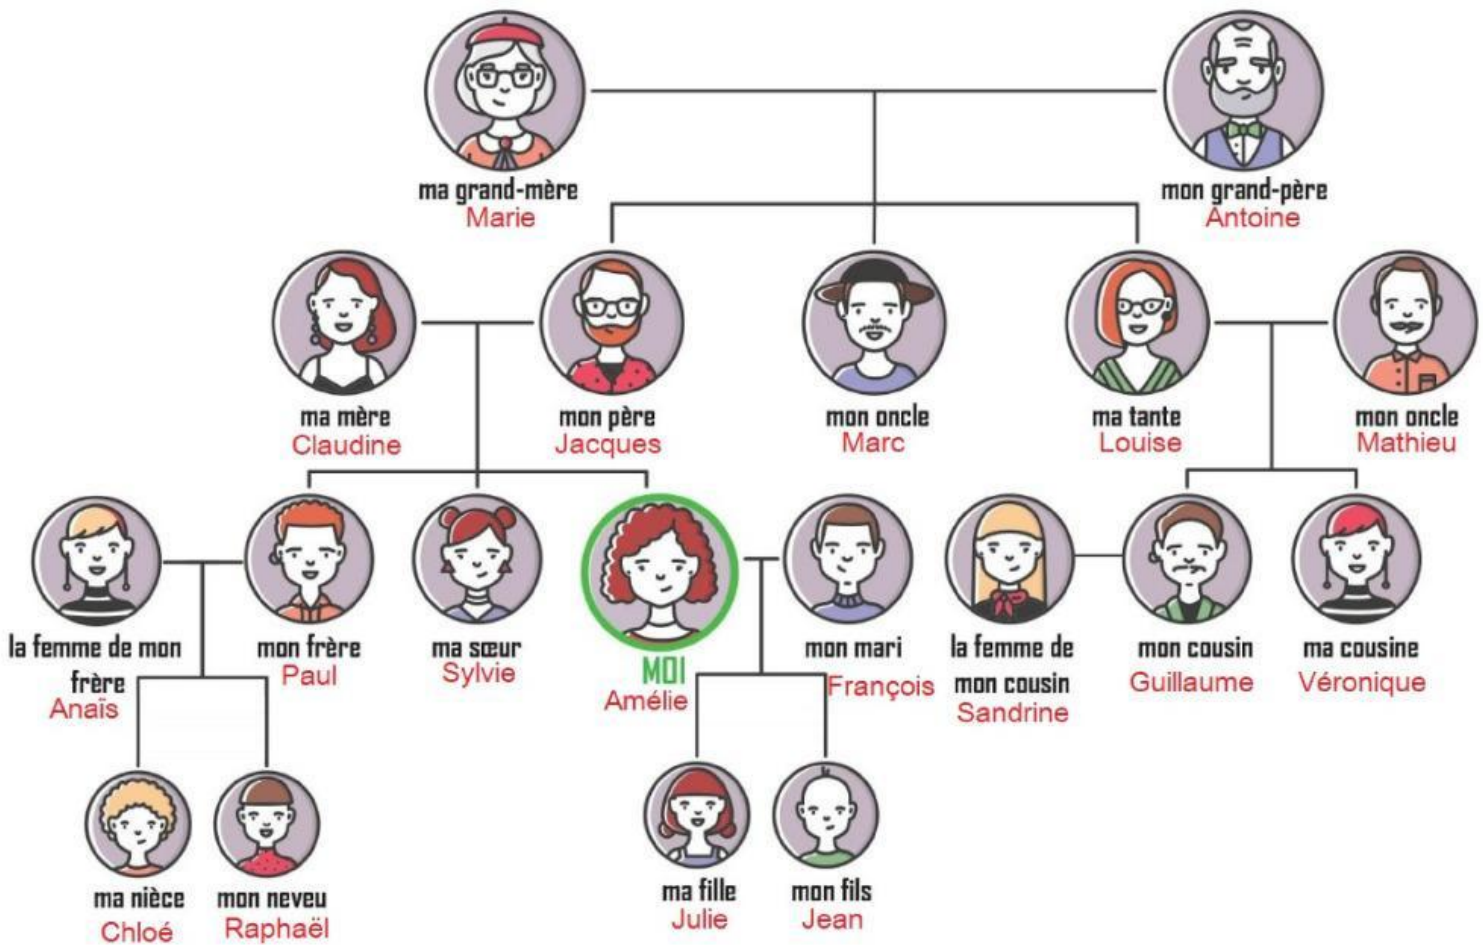 ma grand-mère
Marie
mon grand-père
Antoine
ma mère
Claudine
mon père
Jacques
mon oncle
Marc
ma tante
Louise
mon oncle
Mathieu
la femme de mon
frère
Anaïs
mon frère
Paul
ma sœur
Sylvie
MOI
Amélie
mon mari
François
la femme de
mon cousin
Sandrine
mon cousin
Guillaume
ma cousine
Véronique
ma nièce
Chloé
mon neveu
Raphaël
ma fille
Julie
mon fils
Jean